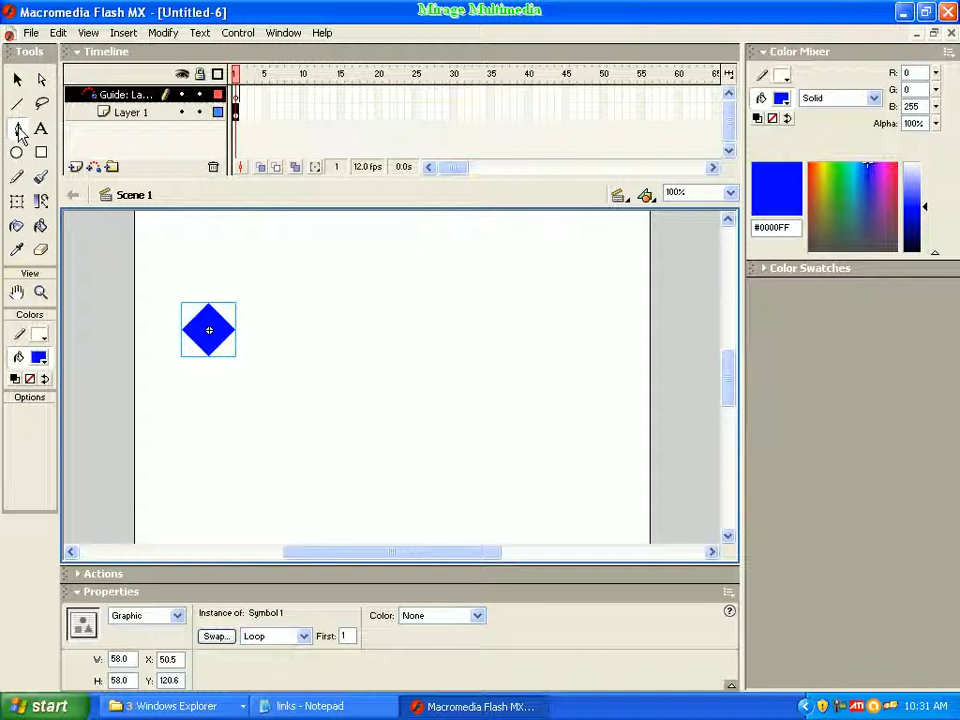 Macromedia Flash MX - [Untitled-6]
Mirage Multimedia
File Edit View Insert Modify Text Control Window Help
Tools
Timeline
Color Mixer
1 5 10 15 20 25 30 35 40 45 50 55 60 65
Guide: La...
Layer 1
Solid
R: 0
G: 0
B: 255
Alpha: 100%
1 12.0 fps 0.0s
Scene 1
100%
#0000FF
Color Swatches
View
Colors
Options
Actions
Properties
Graphic
Instance of: Symbol 1
Color: None
Swap...
Loop
First: 1
W: 58.0 X: 50.5
H: 58.0 Y: 120.6
start
3 Windows Explorer
links - Notepad
Macromedia Flash MX...
ATI
10:31 AM